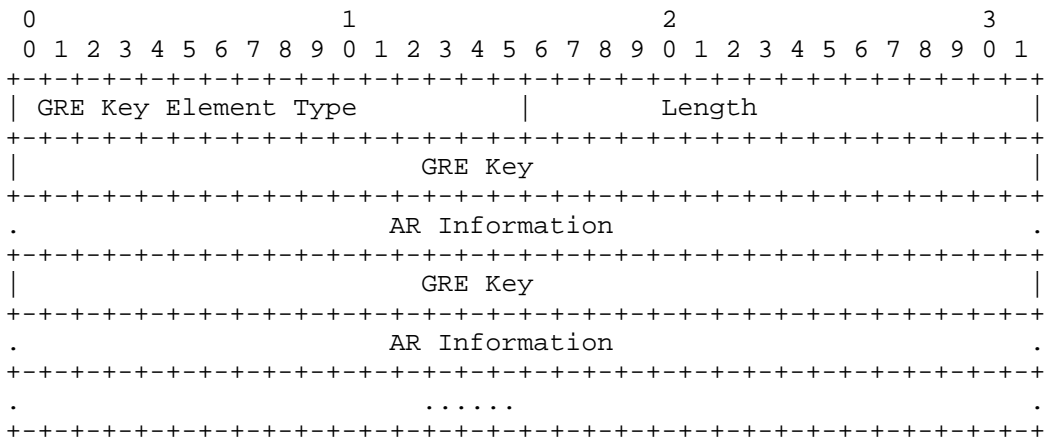 0                   1                   2                   3
 0 1 2 3 4 5 6 7 8 9 0 1 2 3 4 5 6 7 8 9 0 1 2 3 4 5 6 7 8 9 0 1
+-+-+-+-+-+-+-+-+-+-+-+-+-+-+-+-+-+-+-+-+-+-+-+-+-+-+-+-+-+-+-+-+
| GRE Key Element Type          |        Length                 |
+-+-+-+-+-+-+-+-+-+-+-+-+-+-+-+-+-+-+-+-+-+-+-+-+-+-+-+-+-+-+-+-+
|                         GRE Key                               |
+-+-+-+-+-+-+-+-+-+-+-+-+-+-+-+-+-+-+-+-+-+-+-+-+-+-+-+-+-+-+-+-+
.                       AR Information                          .
+-+-+-+-+-+-+-+-+-+-+-+-+-+-+-+-+-+-+-+-+-+-+-+-+-+-+-+-+-+-+-+-+
|                         GRE Key                               |
+-+-+-+-+-+-+-+-+-+-+-+-+-+-+-+-+-+-+-+-+-+-+-+-+-+-+-+-+-+-+-+-+
.                       AR Information                          .
+-+-+-+-+-+-+-+-+-+-+-+-+-+-+-+-+-+-+-+-+-+-+-+-+-+-+-+-+-+-+-+-+
.                         ......                                .
+-+-+-+-+-+-+-+-+-+-+-+-+-+-+-+-+-+-+-+-+-+-+-+-+-+-+-+-+-+-+-+-+